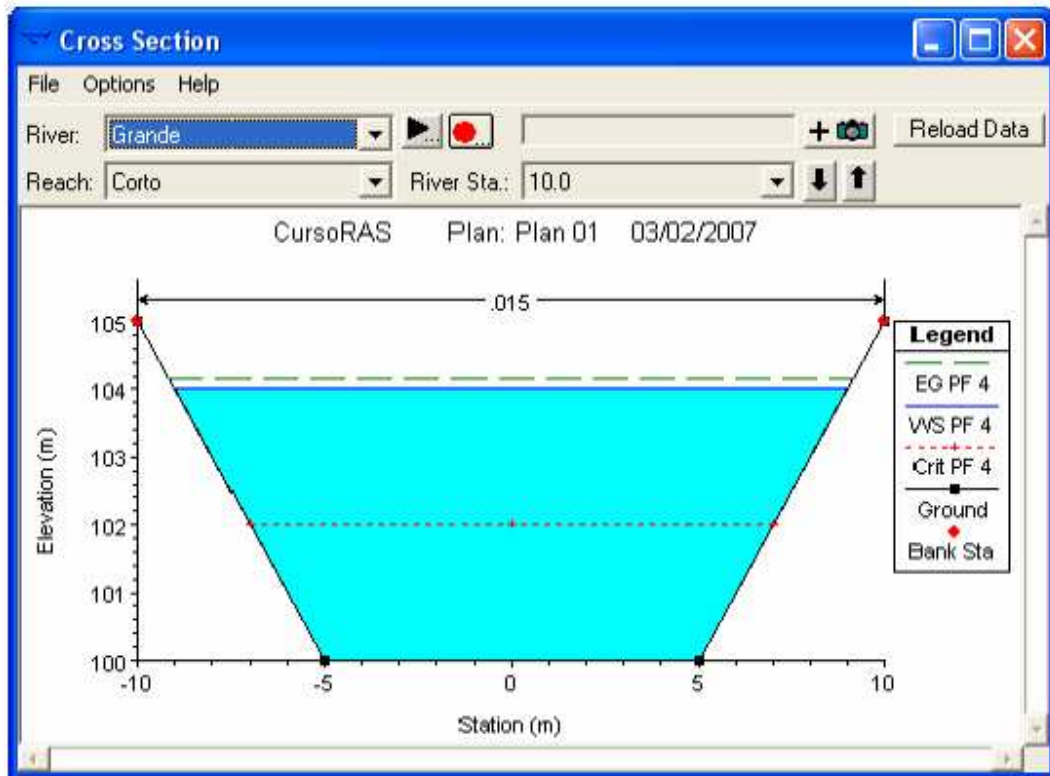 Cross Section
File Options Help
River: Grande Reload Data
Reach: Corto River Sta.: 10.0
CursoRAS Plan: Plan 01 03/02/2007
.015
105
104
103
102
101
100
-10 -5 0 5 10
Elevation (m)
Station (m)
Legend
EG PF 4
WS PF 4
Crit PF 4
Ground
Bank Sta